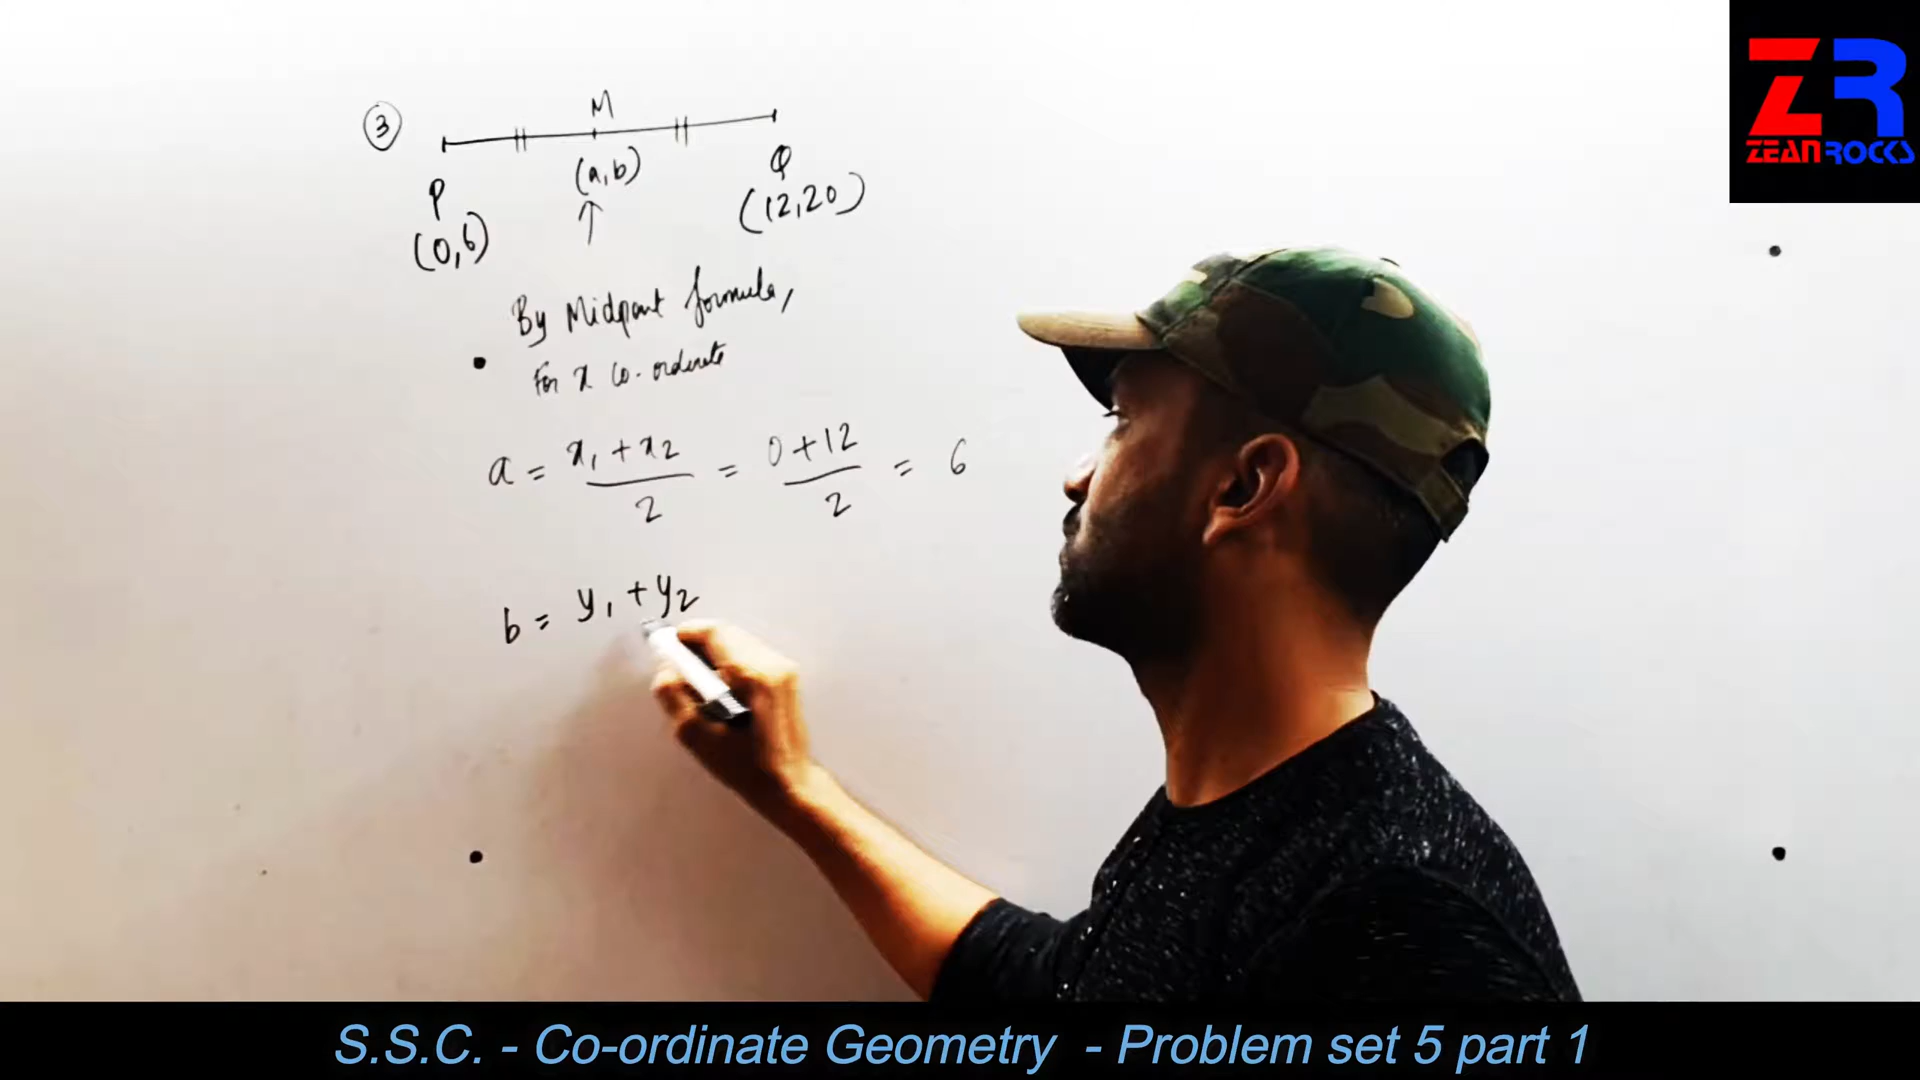 ZR
ZEAN ROCKS
3
M
(a,b)
P
(0,6)
Q
(12,20)
By Midpoint formula,
For x co-ordinate
a = x₁ + x₂ / 2 = 0 + 12 / 2 = 6
b = y₁ + y₂
S.S.C. - Co-ordinate Geometry - Problem set 5 part 1